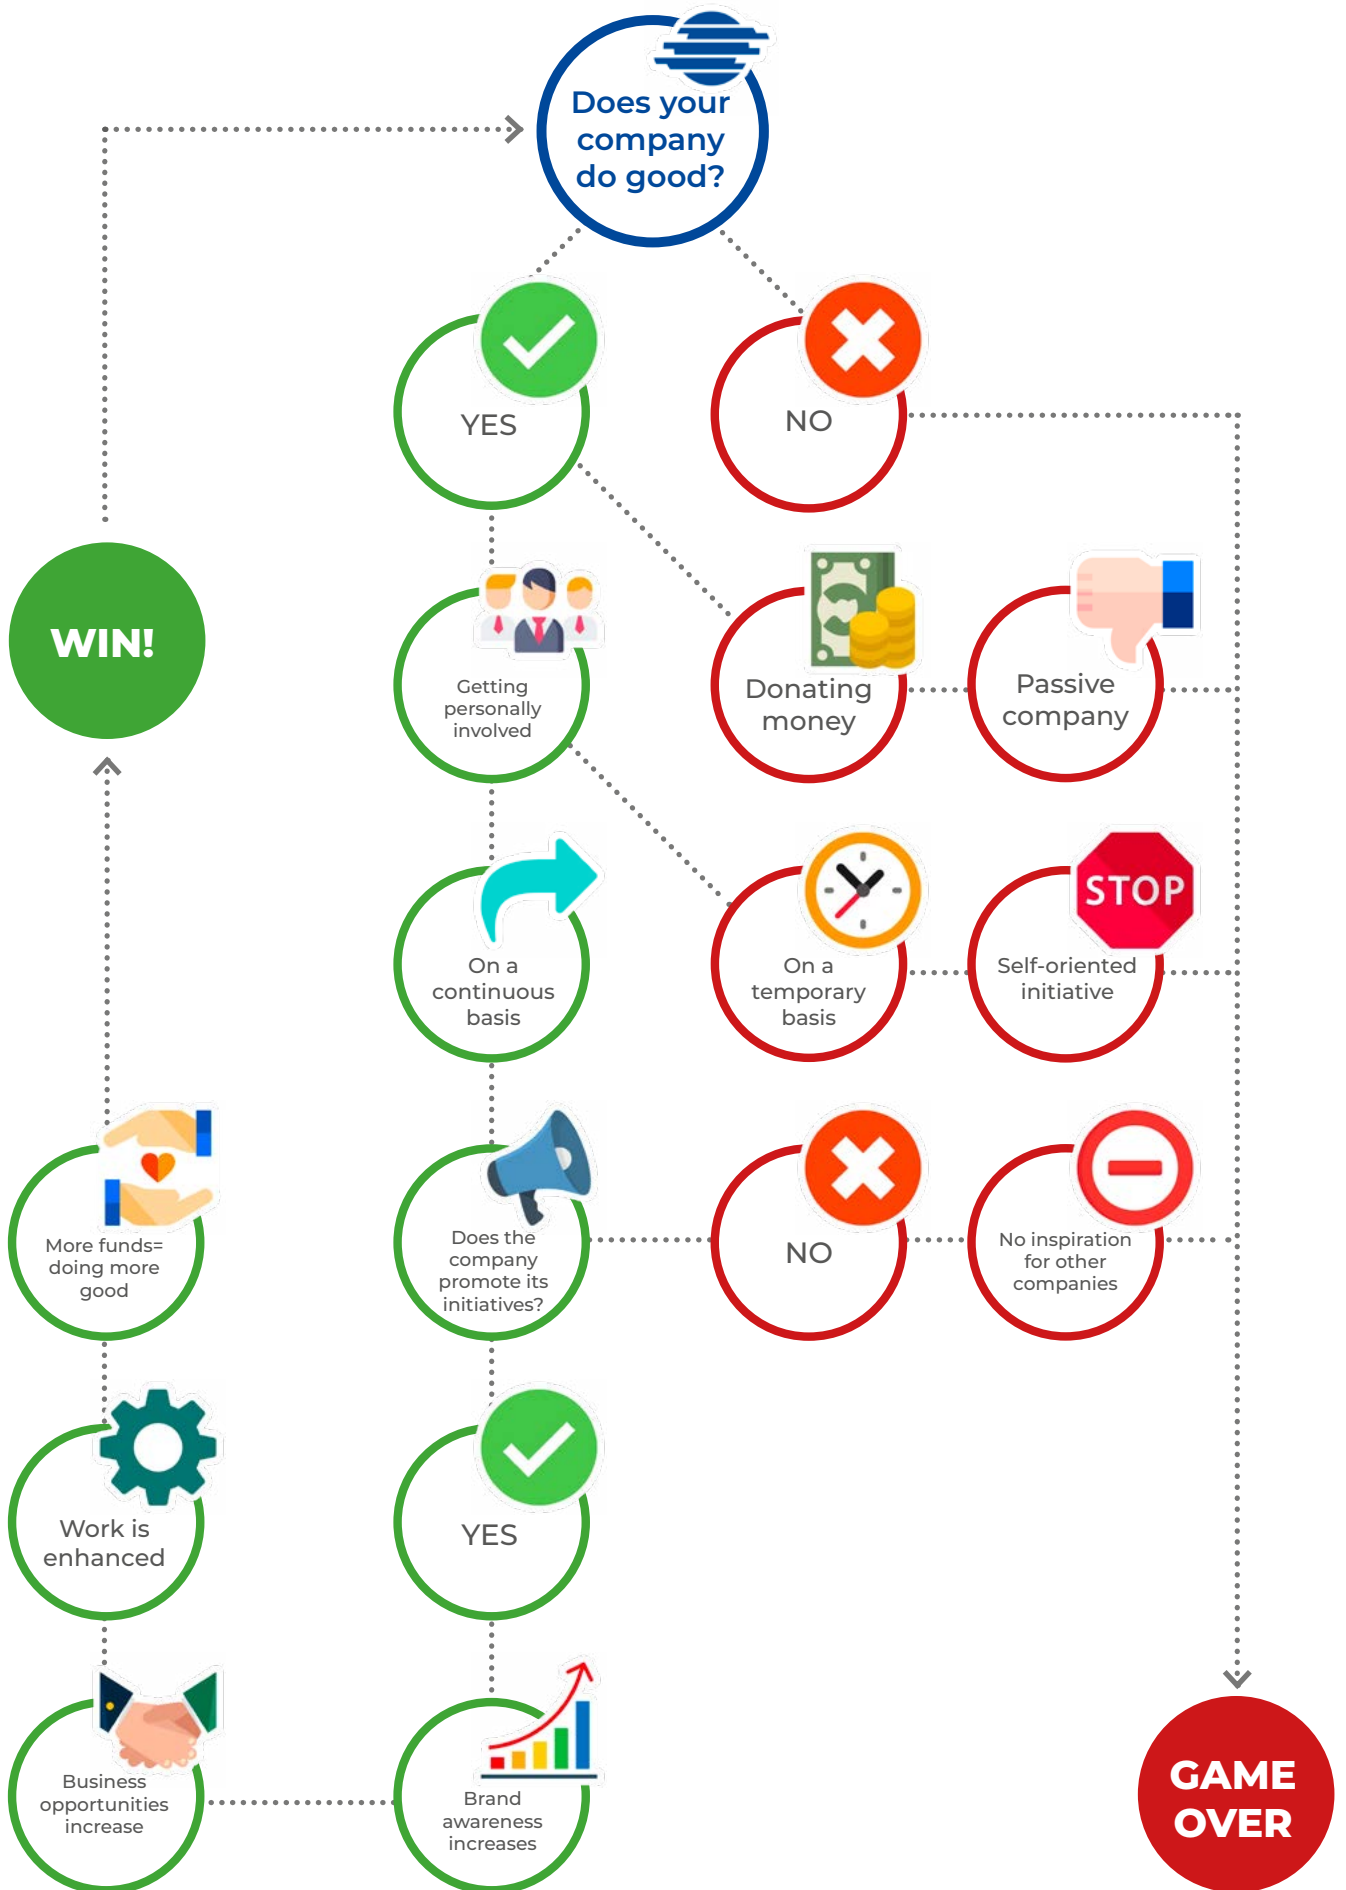 Does your
company
do good?
YES
NO
WIN!
Getting
personally
involved
Donating
money
Passive
company
On a
continuous
basis
On a
temporary
basis
STOP
Self-oriented
initiative
More funds=
doing more
good
Does the
company
promote its
initiatives?
NO
No inspiration
for other
companies
Work is
enhanced
YES
Business
opportunities
increase
Brand
awareness
increases
GAME
OVER